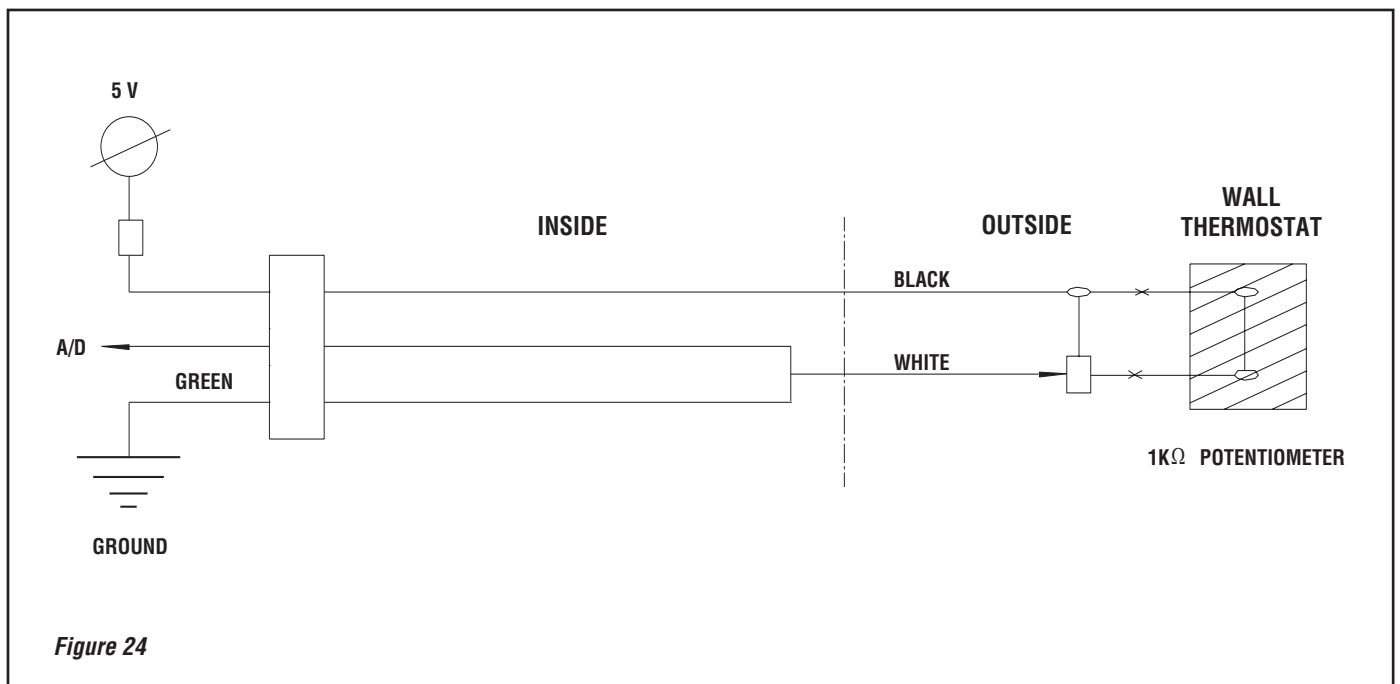 5 V
INSIDE
OUTSIDE
WALL
THERMOSTAT
BLACK
A/D
WHITE
GREEN
1KΩ POTENTIOMETER
GROUND
Figure 24